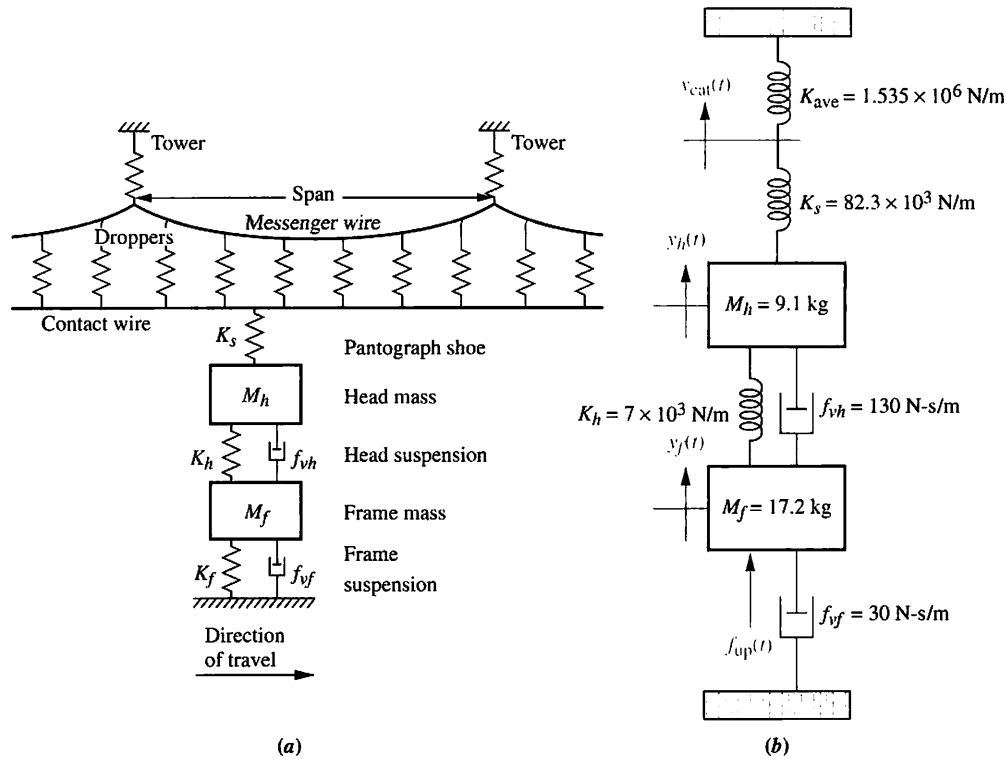 Tower
Tower
Span
Messenger wire
Droppers
Contact wire
K_s
Pantograph shoe
M_h
Head mass
K_h
f_vh
Head suspension
M_f
Frame mass
K_f
f_vf
Frame
suspension
Direction
of travel
(a)
K_ave = 1.535 × 10^6 N/m
y_cat(t)
K_s = 82.3 × 10^3 N/m
y_h(t)
M_h = 9.1 kg
K_h = 7 × 10^3 N/m
f_vh = 130 N-s/m
y_f(t)
M_f = 17.2 kg
f_vf = 30 N-s/m
f_up(t)
(b)